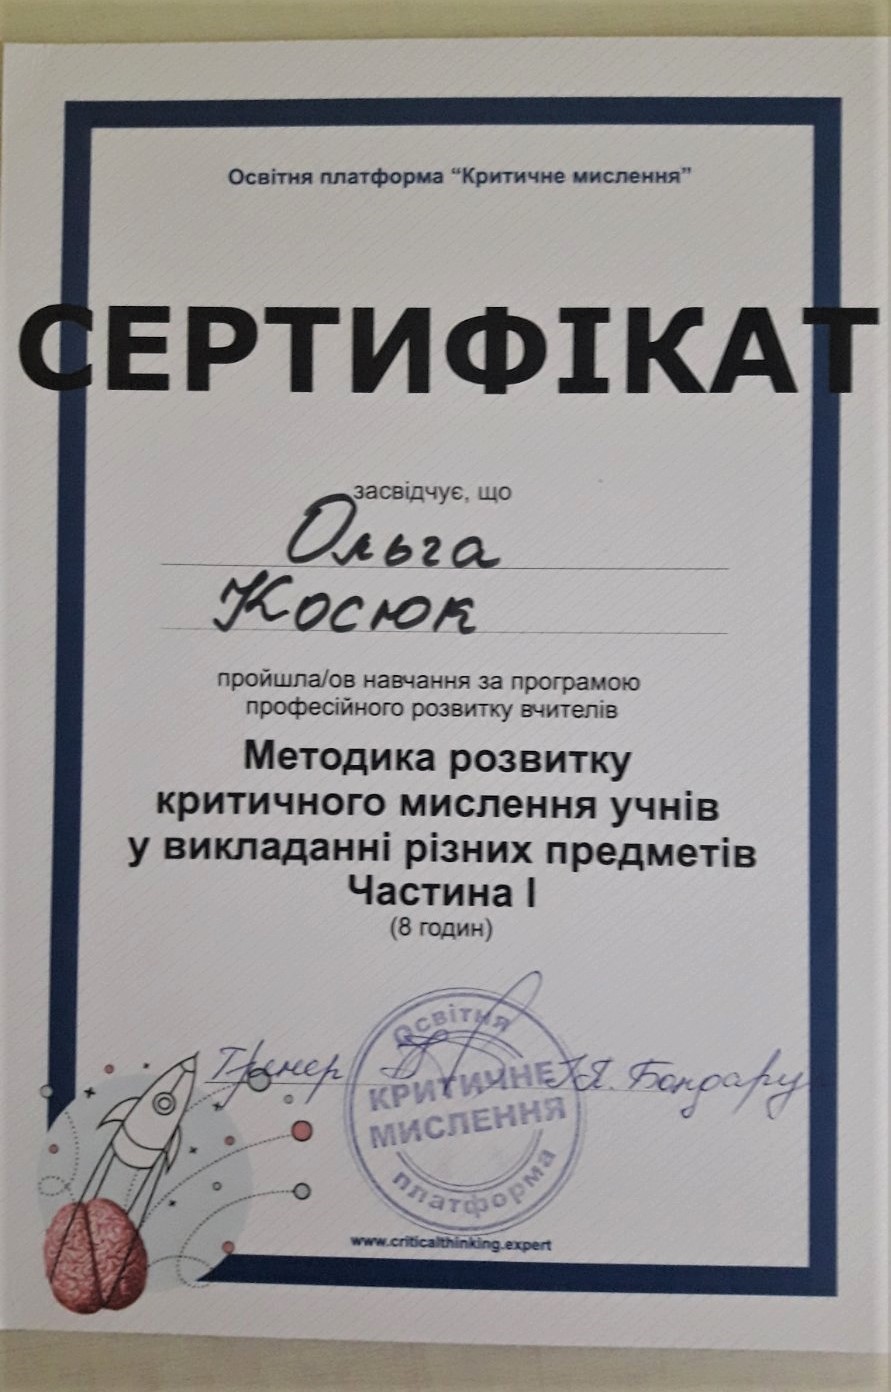 Освітня платформа “Критичне мислення”
СЕРТИФІКАТ
засвідчує, що
Ольга
Косюк
пройшла/ов навчання за програмою
професійного розвитку вчителів
Методика розвитку
критичного мислення учнів
у викладанні різних предметів
Частина І
(8 годин)
Тренер
Бондару
Освітня
КРИТИЧНЕ
МИСЛЕННЯ
платформа
www.criticalthinking.expert